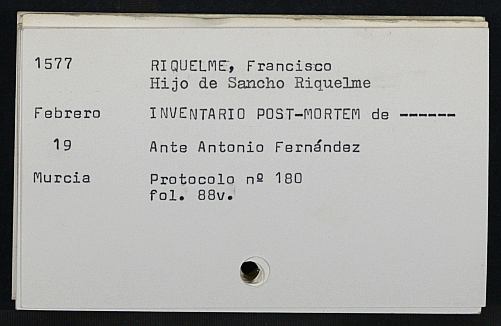 1577 RIQUELME, Francisco
Hijo de Sancho Riquelme
Febrero INVENTARIO POST-MORTEM de ------
19 Ante Antonio Fernández
Murcia Protocolo nº 180
fol. 88v.